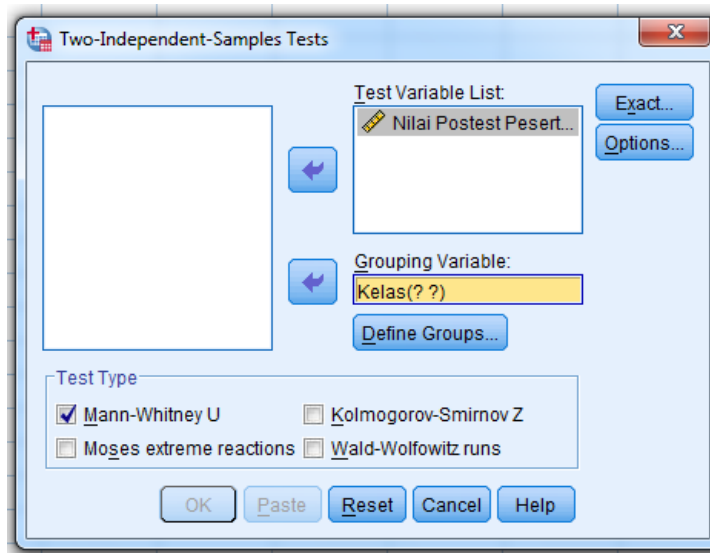 Two-Independent-Samples Tests
x
Test Variable List:
Nilai Postest Pesert...
Exact...
Options...
Grouping Variable:
Kelas(? ?)
Define Groups...
Test Type
Mann-Whitney U
Kolmogorov-Smirnov Z
Moses extreme reactions
Wald-Wolfowitz runs
OK
Paste
Reset
Cancel
Help